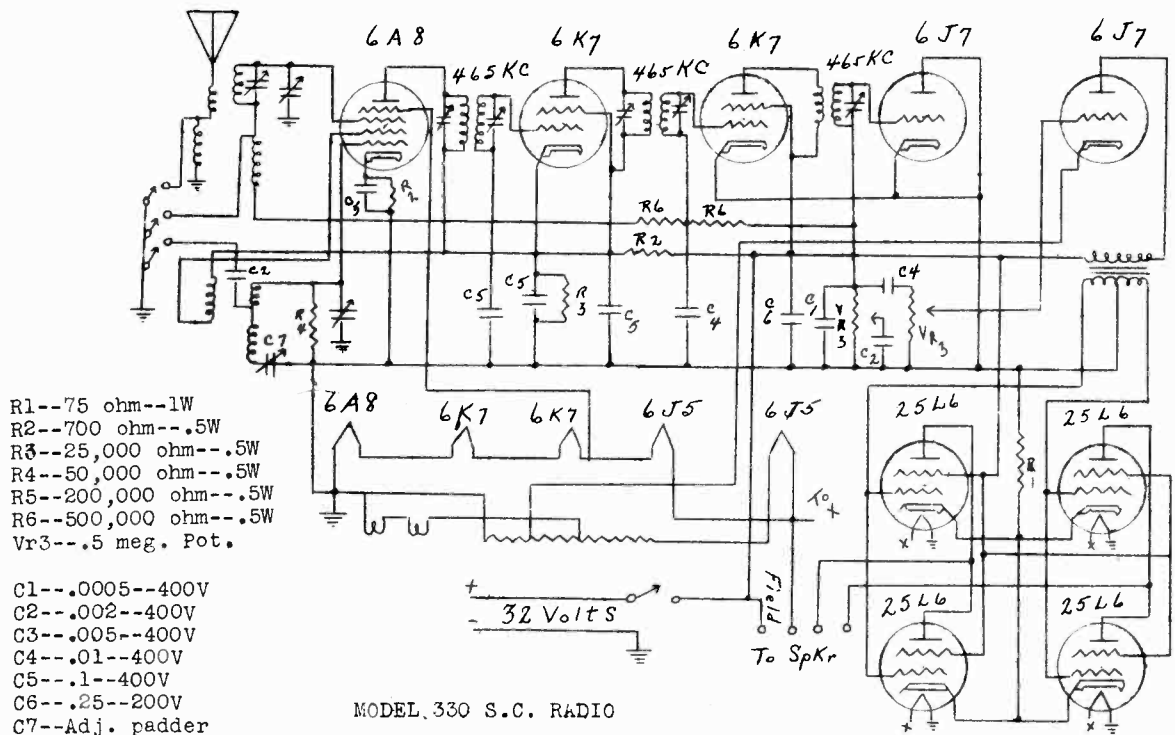 6A8
6K7
6K7
6J7
6J7
465KC
465KC
465KC
C5
R2
R6
R6
R2
C2
C4
R4
C5
C5
R3
C5
C4
C6
C1
VR3
C2
VR3
C7
6A8
6K7
6K7
6J5
6J5
25L6
25L6
R1
To x
x
x
R1--75 ohm--1W
R2--700 ohm--.5W
R3--25,000 ohm--.5W
R4--50,000 ohm--.5W
R5--200,000 ohm--.5W
R6--500,000 ohm--.5W
Vr3--.5 meg. Pot.
C1--.0005--400V
C2--.002--400V
C3--.005--400V
C4--.01--400V
C5--.1--400V
C6--.25--200V
C7--Adj. padder
+
32 Volts
-
Field
To Spkr
25L6
25L6
x
x
MODEL 330 S.C. RADIO